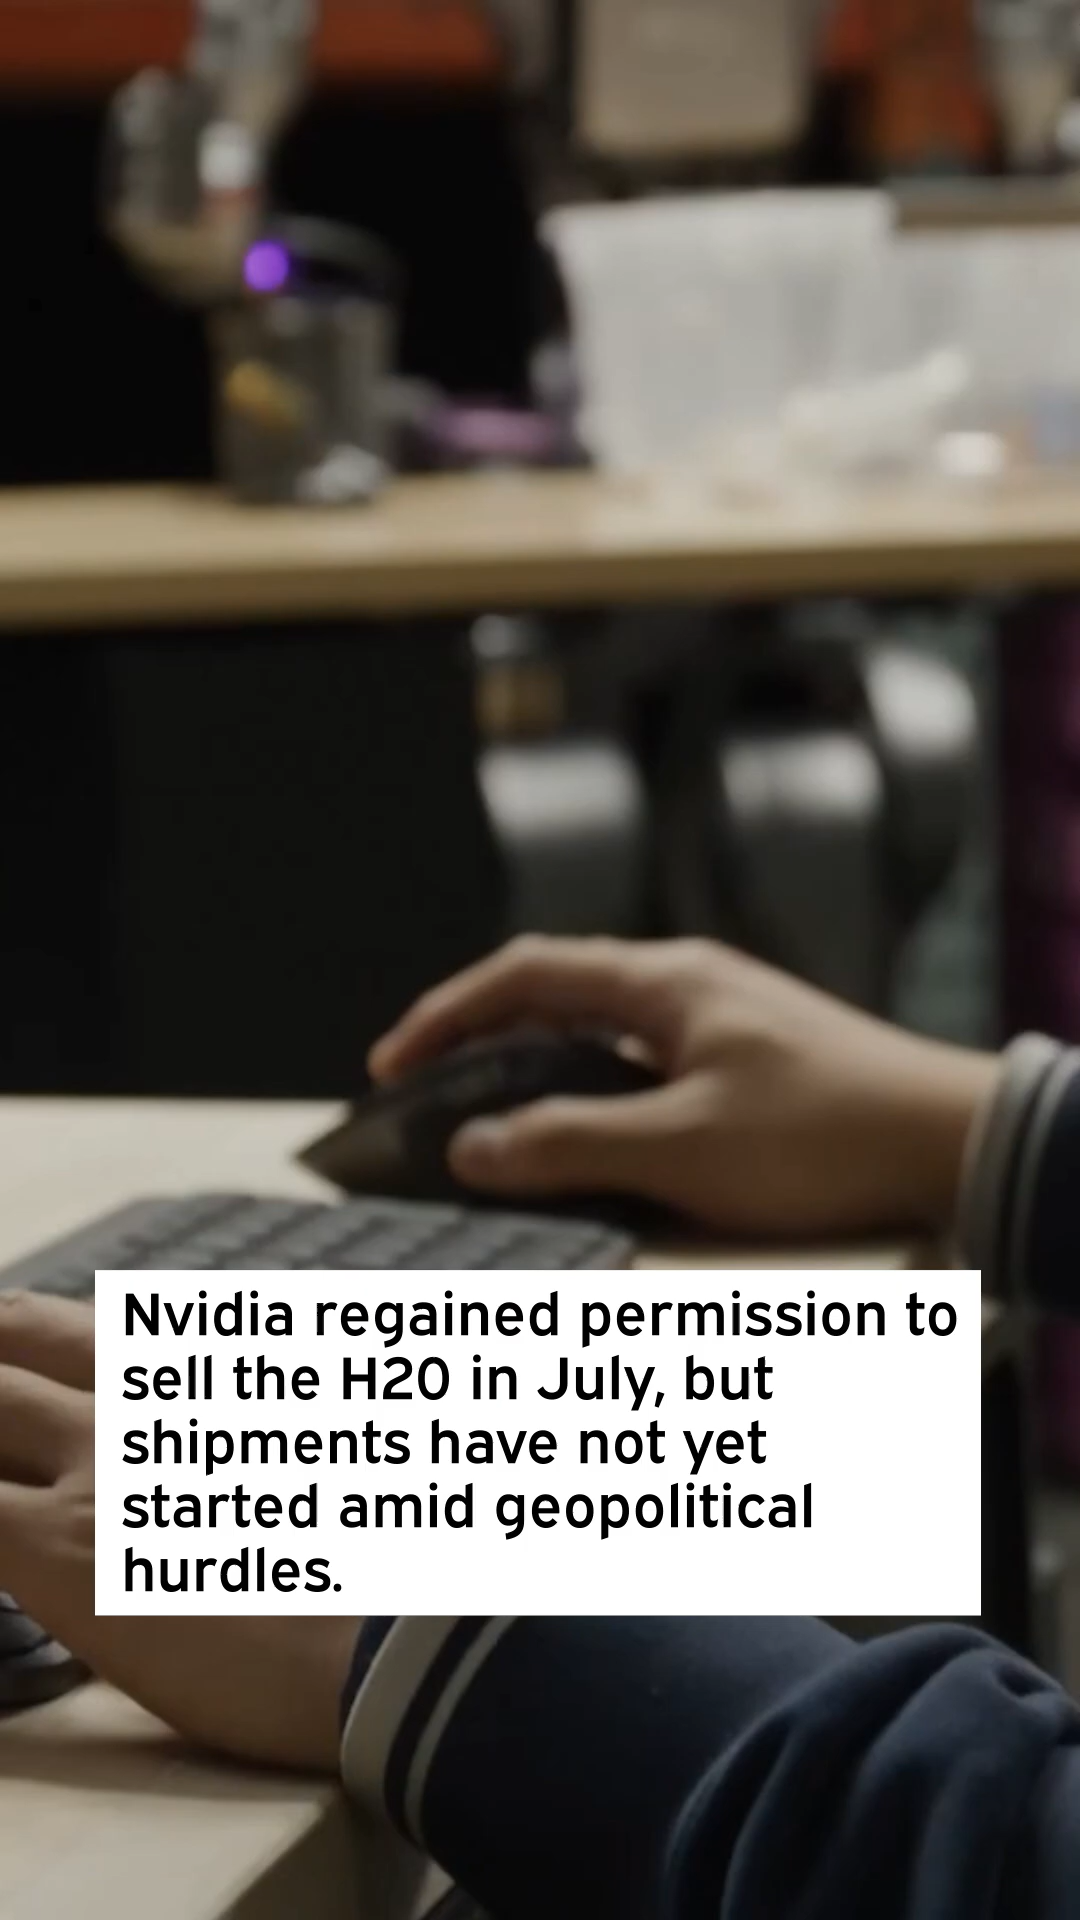 Nvidia regained permission to
sell the H20 in July, but
shipments have not yet
started amid geopolitical
hurdles.